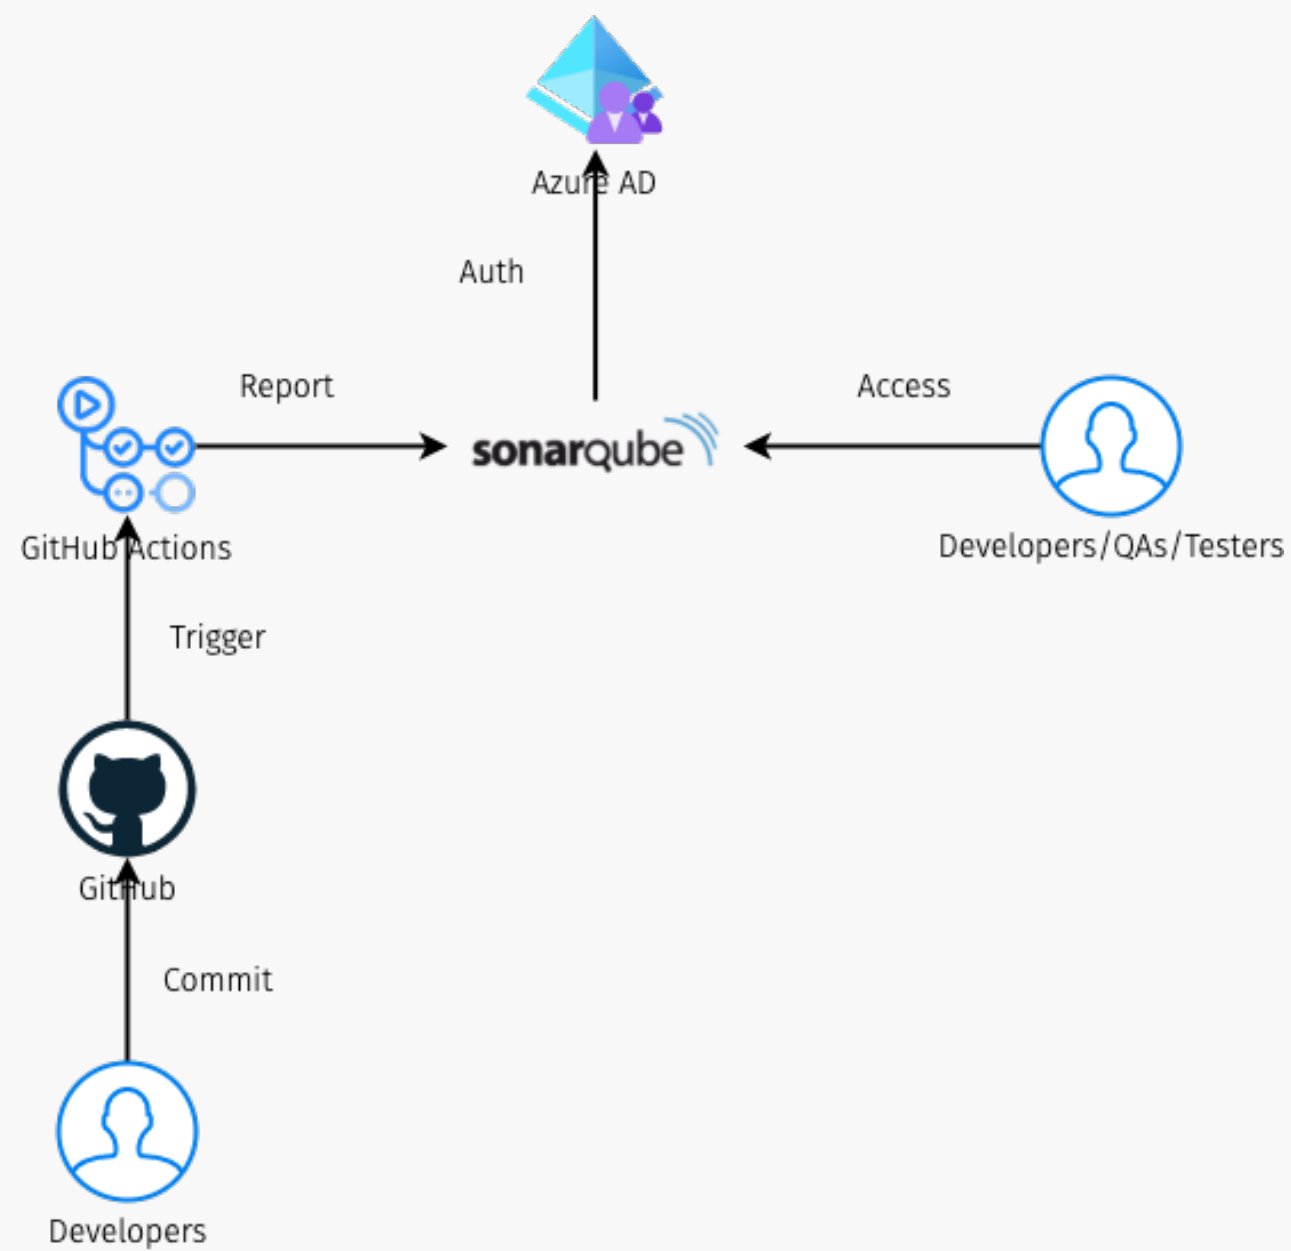 Azure AD
Auth
Report
Access
sonarqube
GitHub Actions
Developers/QAs/Testers
Trigger
GitHub
Commit
Developers